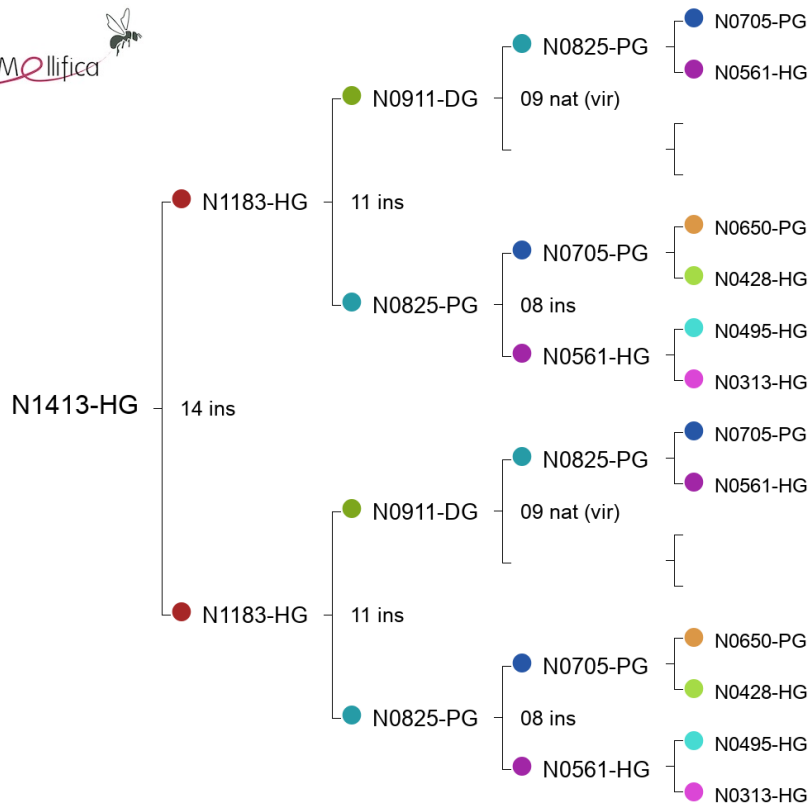 Mellifica
N0705-PG
N0825-PG
N0561-HG
N0911-DG
09 nat (vir)
N1183-HG
11 ins
N0650-PG
N0705-PG
N0428-HG
N0825-PG
08 ins
N0495-HG
N0561-HG
N0313-HG
N1413-HG
14 ins
N0705-PG
N0825-PG
N0561-HG
N0911-DG
09 nat (vir)
N1183-HG
11 ins
N0650-PG
N0705-PG
N0428-HG
N0825-PG
08 ins
N0495-HG
N0561-HG
N0313-HG